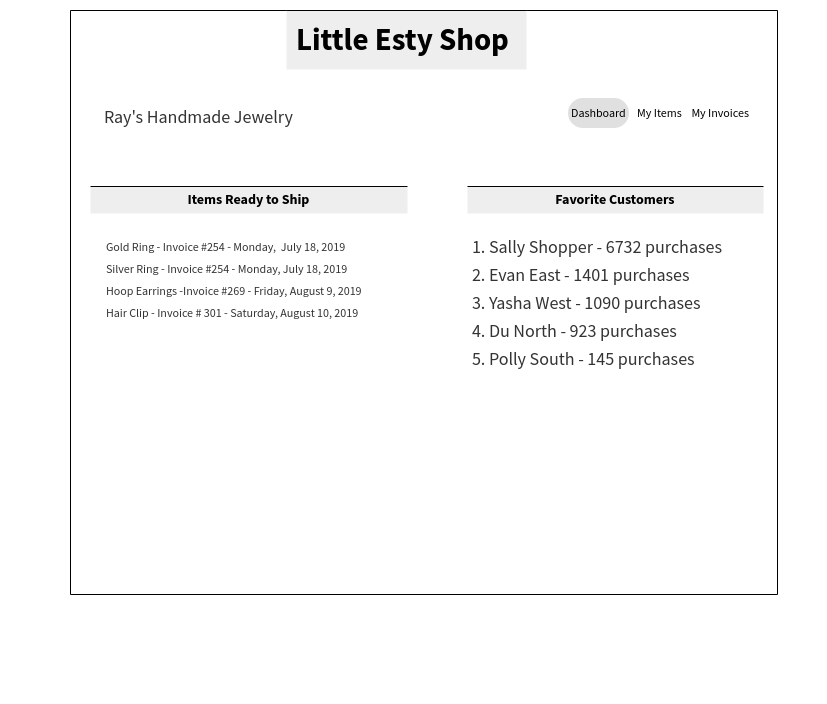 Little Esty Shop
Ray's Handmade Jewelry
Dashboard My Items My Invoices
Items Ready to Ship
Gold Ring - Invoice #254 - Monday,  July 18, 2019
Silver Ring - Invoice #254 - Monday, July 18, 2019
Hoop Earrings -Invoice #269 - Friday, August 9, 2019
Hair Clip - Invoice # 301 - Saturday, August 10, 2019
Favorite Customers
1. Sally Shopper - 6732 purchases
2. Evan East - 1401 purchases
3. Yasha West - 1090 purchases
4. Du North - 923 purchases
5. Polly South - 145 purchases